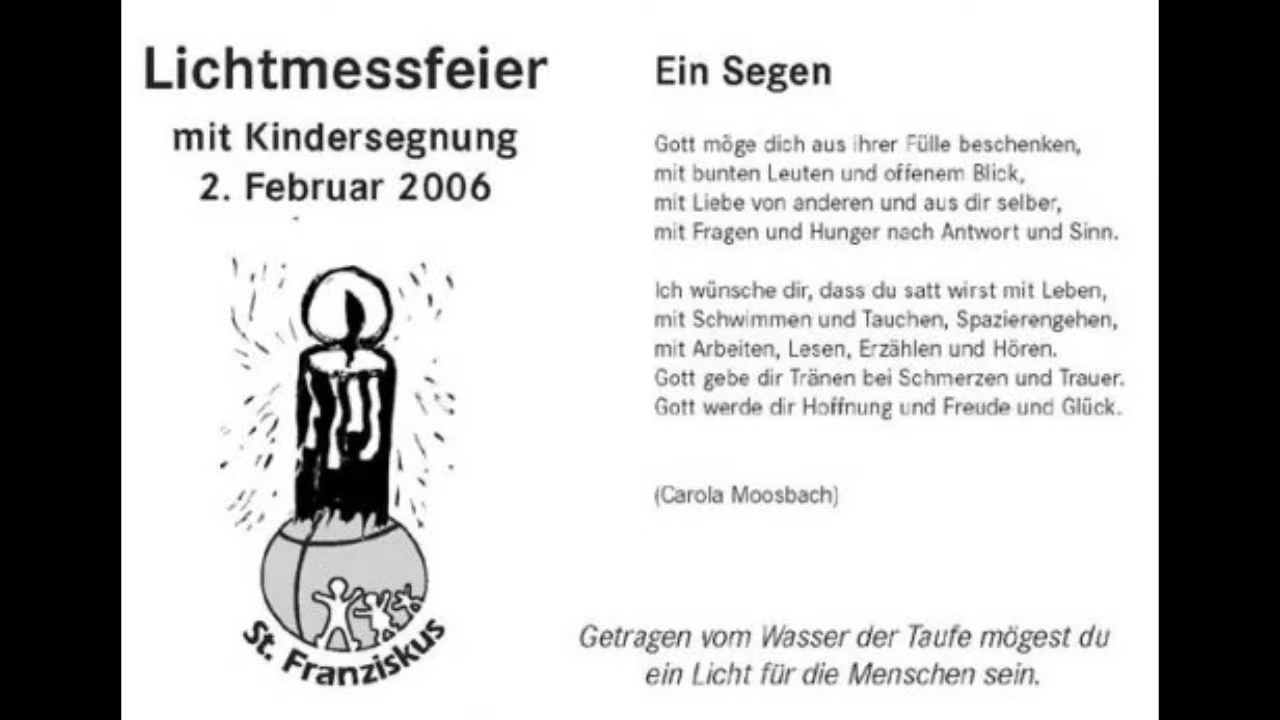 Lichtmessfeier
mit Kindersegnung
2. Februar 2006
St. Franziskus
Ein Segen
Gott möge dich aus ihrer Fülle beschenken,
mit bunten Leuten und offenem Blick,
mit Liebe von anderen und aus dir selber,
mit Fragen und Hunger nach Antwort und Sinn.
Ich wünsche dir, dass du satt wirst mit Leben,
mit Schwimmen und Tauchen, Spazierengehen,
mit Arbeiten, Lesen, Erzählen und Hören.
Gott gebe dir Tränen bei Schmerzen und Trauer.
Gott werde dir Hoffnung und Freude und Glück.
(Carola Moosbach)
Getragen vom Wasser der Taufe mögest du
ein Licht für die Menschen sein.